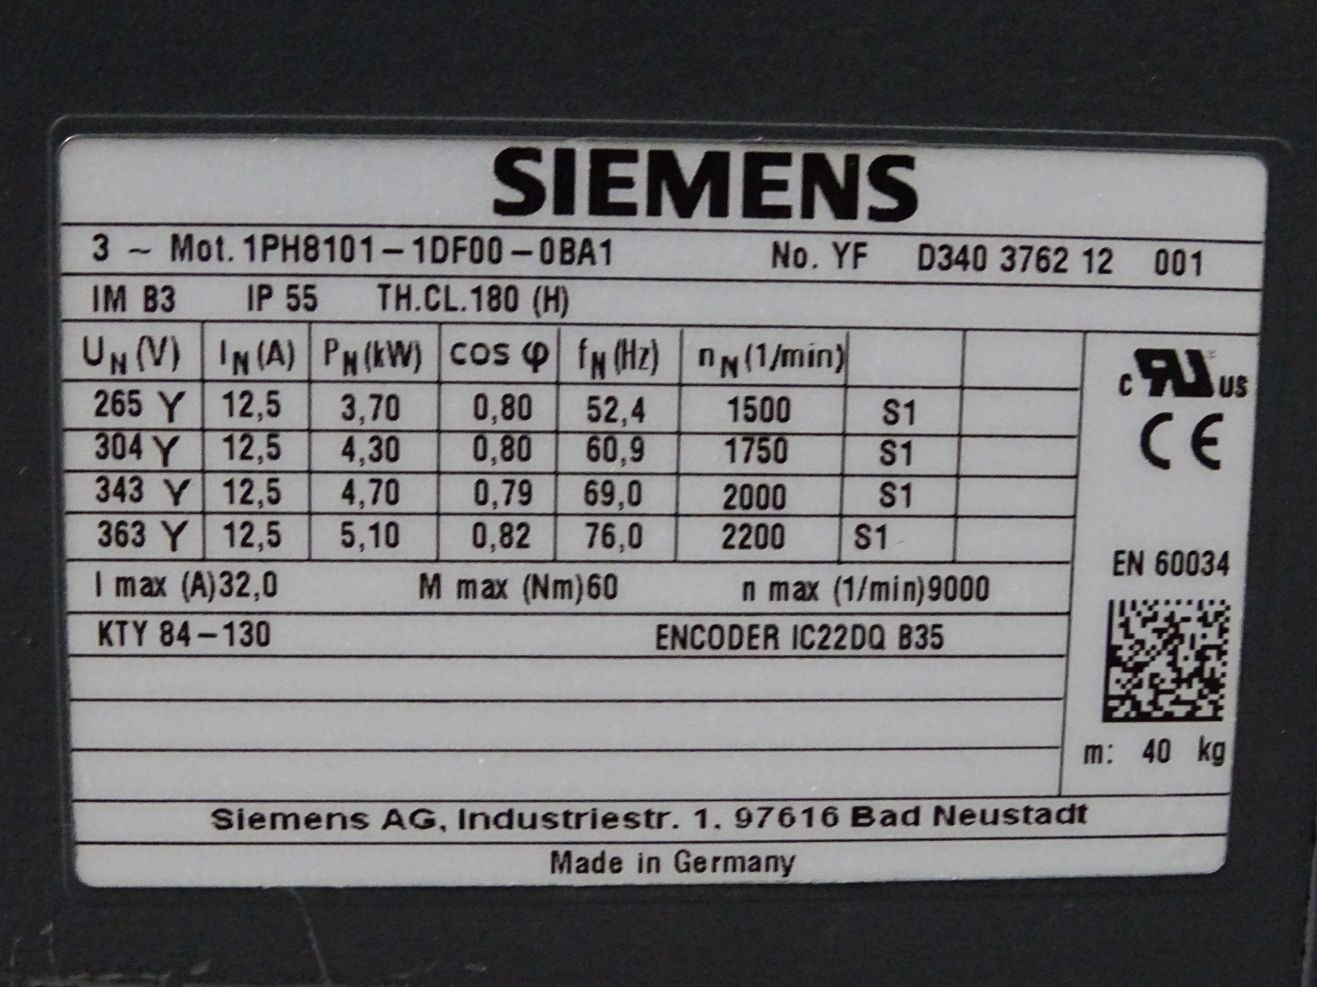 SIEMENS
3 ~ Mot. 1PH8101-1DF00-0BA1 No. YF D340 3762 12 001
IM B3 IP 55 TH.CL.180 (H)
UN (V) IN (A) PN (kW) cos φ fN (Hz) nN (1/min)
265 Y 12,5 3,70 0,80 52,4 1500 S1
304 Y 12,5 4,30 0,80 60,9 1750 S1
343 Y 12,5 4,70 0,79 69,0 2000 S1
363 Y 12,5 5,10 0,82 76,0 2200 S1
c RU US
CE
EN 60034
I max (A)32,0 M max (Nm)60 n max (1/min)9000
KTY 84-130 ENCODER IC22DQ B35
m: 40 kg
Siemens AG, Industriestr. 1, 97616 Bad Neustadt
Made in Germany